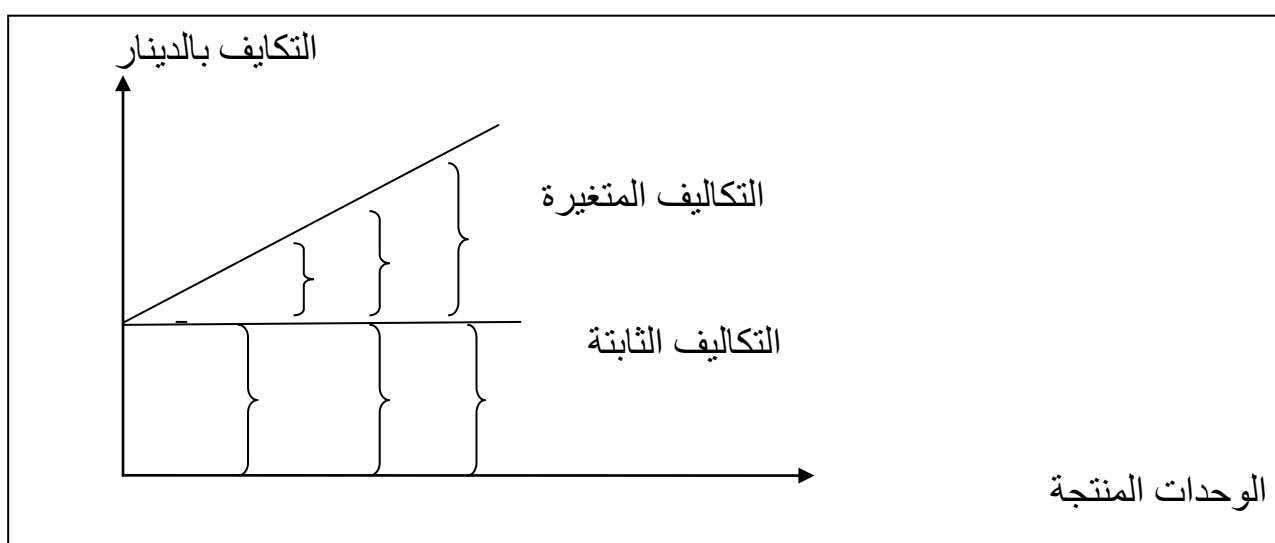 التكايف بالدينار
التكاليف المتغيرة
التكاليف الثابتة
الوحدات المنتجة